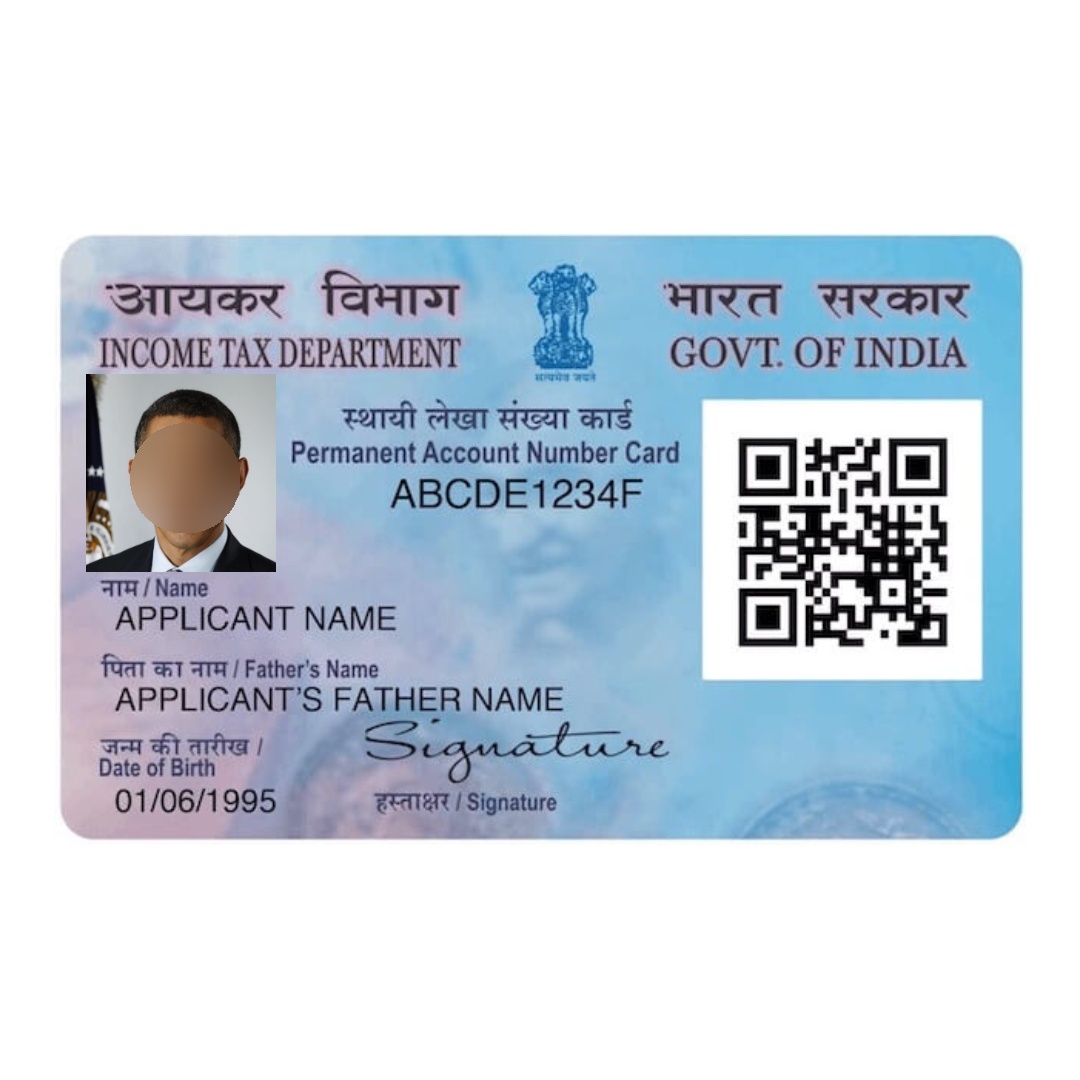 आयकर विभाग
INCOME TAX DEPARTMENT
सत्यमेव जयते
भारत सरकार
GOVT. OF INDIA
स्थायी लेखा संख्या कार्ड
Permanent Account Number Card
ABCDE1234F
नाम / Name
APPLICANT NAME
पिता का नाम / Father's Name
APPLICANT’S FATHER NAME
जन्म की तारीख /
Date of Birth
01/06/1995
Signature
हस्ताक्षर / Signature